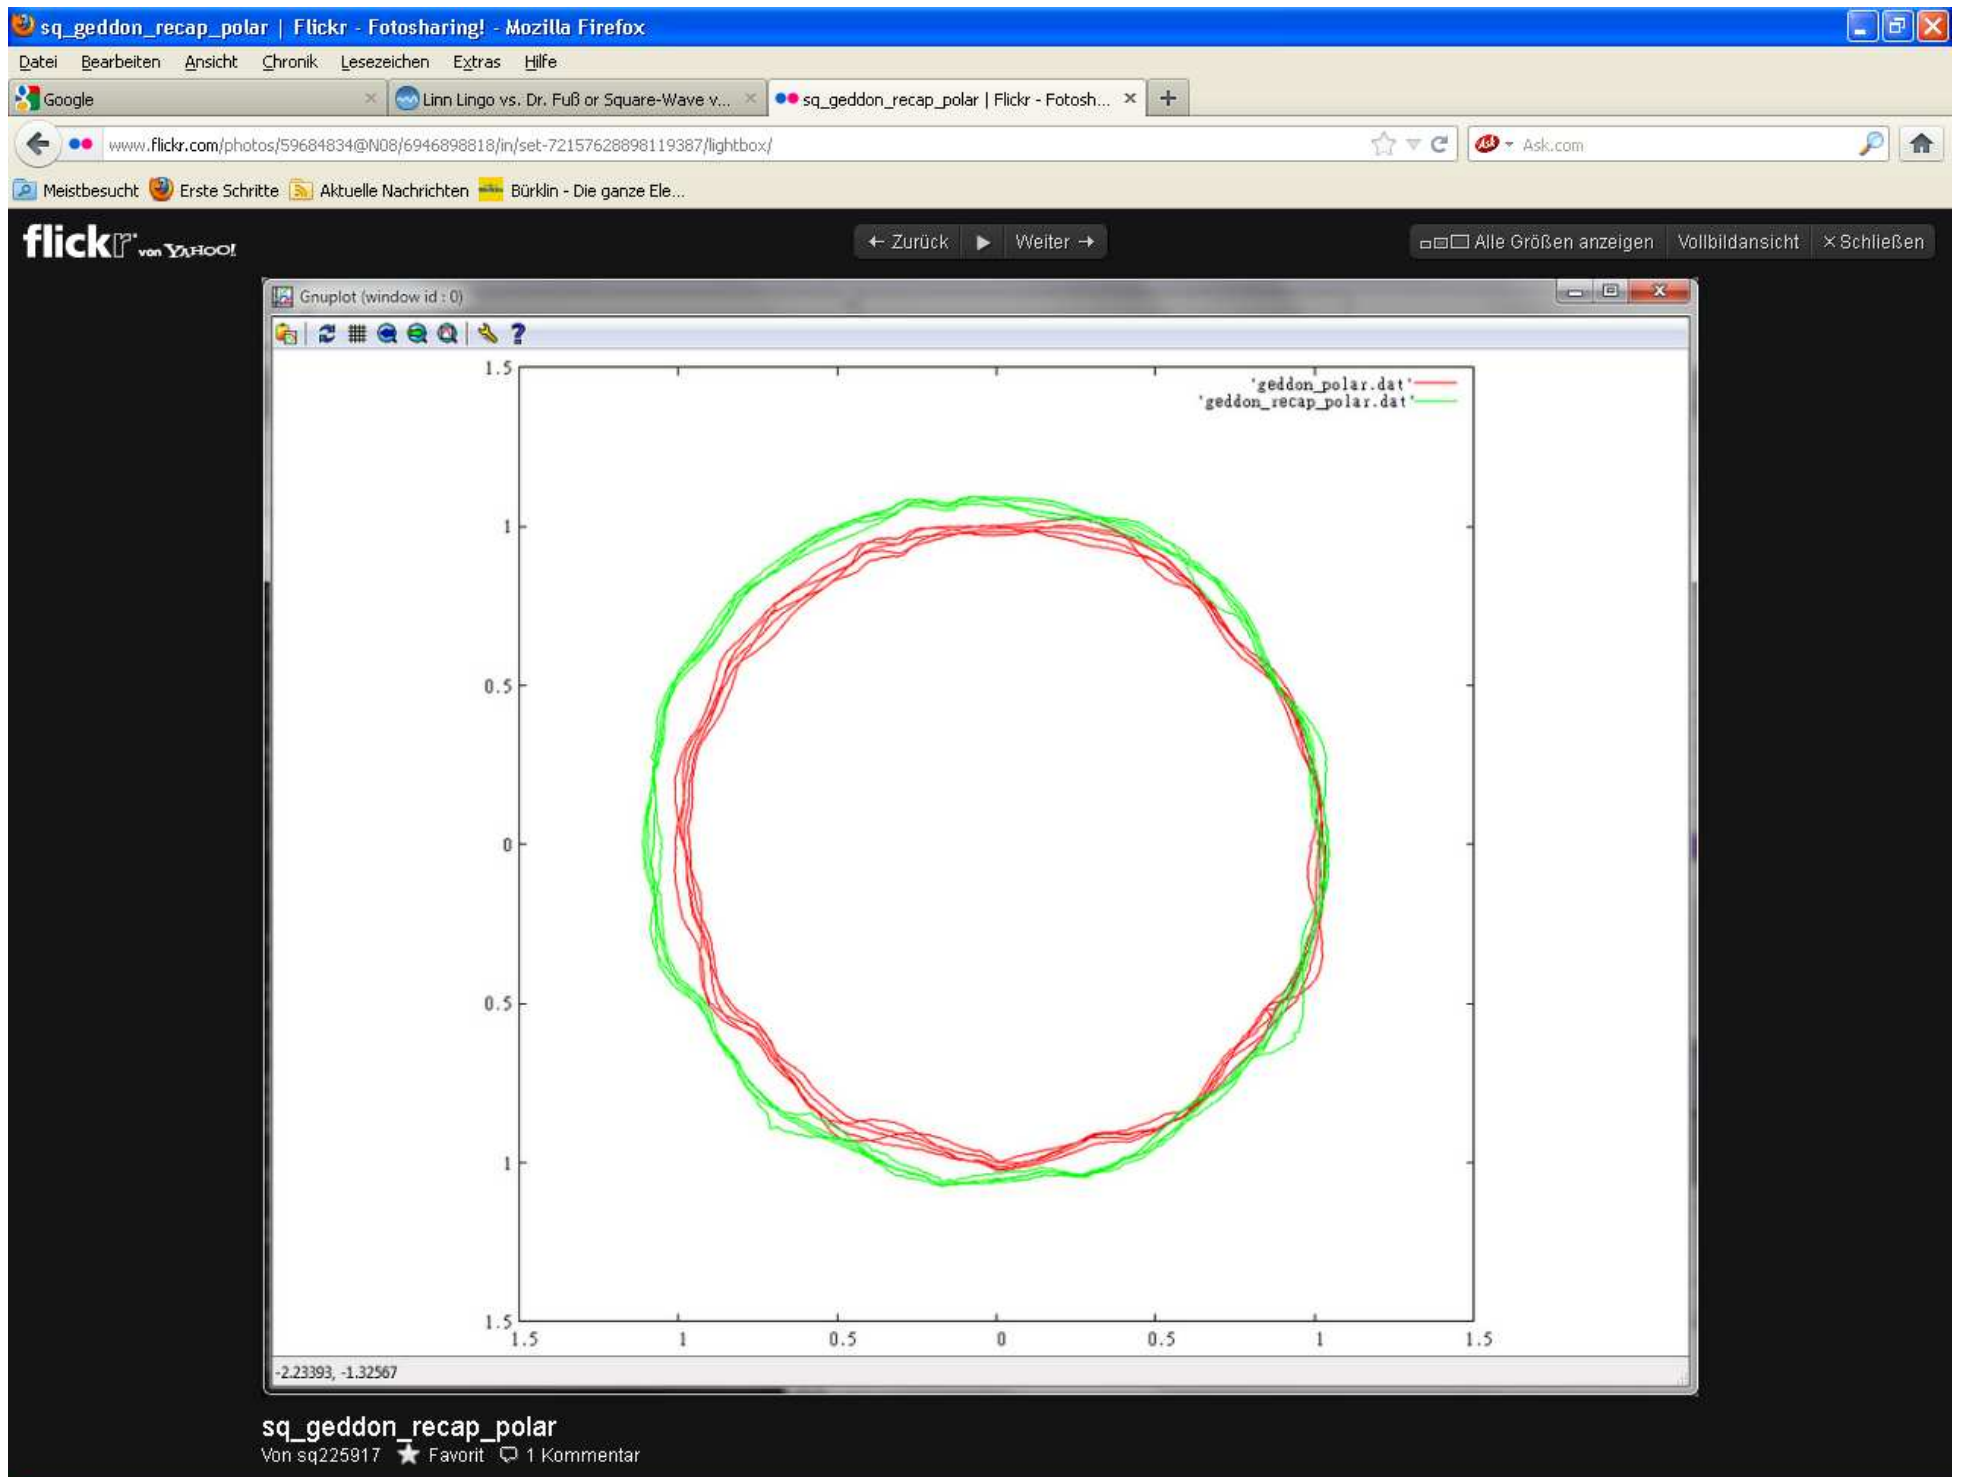 sq_geddon_recap_polar | Flickr - Fotosharing! - Mozilla Firefox
Datei Bearbeiten Ansicht Chronik Lesezeichen Extras Hilfe
Google Linn Lingo vs. Dr. Fuß or Square-Wave v... sq_geddon_recap_polar | Flickr - Fotosh...
www.flickr.com/photos/59684834@N08/6946898818/in/set-72157628898119387/lightbox/ Ask Ask.com
Meistbesucht Erste Schritte Aktuelle Nachrichten Bürklin - Die ganze Ele...
flickr von YAHOO! ← Zurück Weiter → Alle Größen anzeigen Vollbildansicht × Schließen
Gnuplot (window id : 0)
1.5
'geddon_polar.dat'
'geddon_recap_polar.dat'
1
0.5
0
0.5
1
1.5
1.5 1 0.5 0 0.5 1 1.5
-2.23393, -1.32567
sq_geddon_recap_polar
Von sq225917 Favorit 1 Kommentar